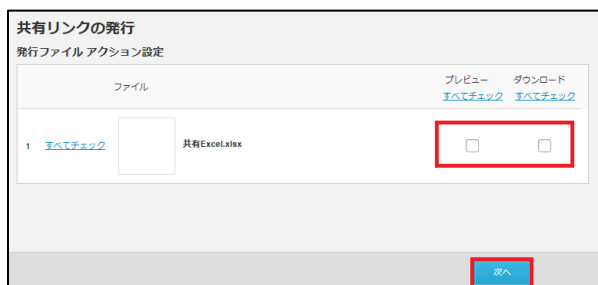 共有リンクの発行
発行ファイル アクション設定
ファイル プレビュー ダウンロード
すべてチェック すべてチェック
1 すべてチェック 共有Excel.xlsx
次へ